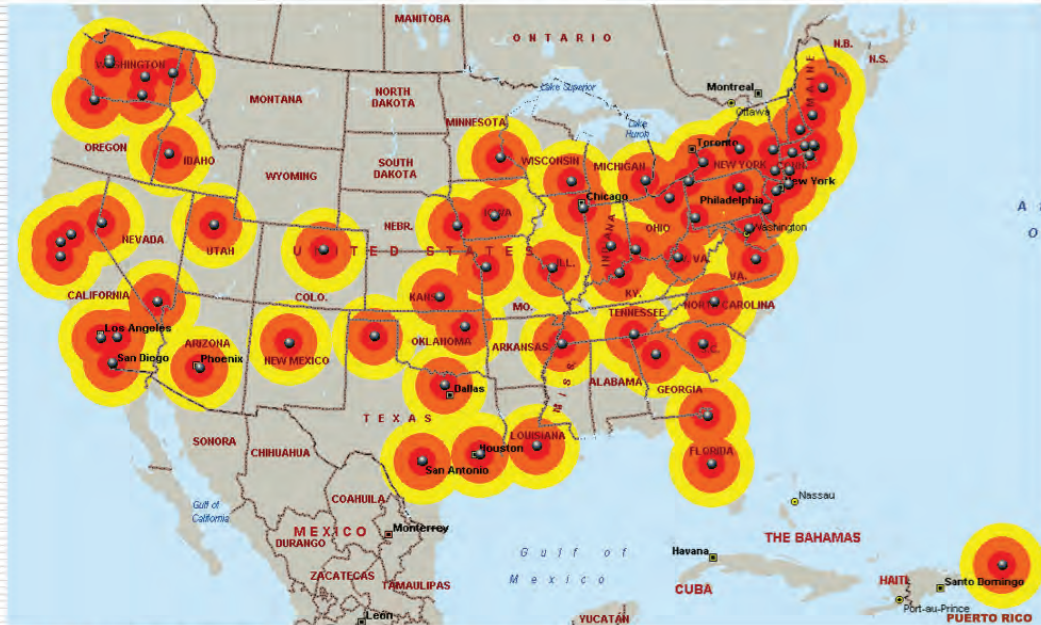 MANITOBA
ONTARIO
N.B.
N.S.
WASHINGTON
MONTANA
NORTH
DAKOTA
Lake Superior
Montreal
Ottawa
MAINE
MINNESOTA
Lake
Huron
OREGON
IDAHO
SOUTH
DAKOTA
WISCONSIN
MICHIGAN
Toronto
NEW YORK
CONN.
WYOMING
New York
Chicago
Philadelphia
NEBR.
IOWA
NEVADA
UTAH
UNITED STATES
INDIANA
OHIO
Washington
A
O
ILL.
VA.
VA.
CALIFORNIA
COLO.
KANS.
MO.
KY.
NORTH CAROLINA
TENNESSEE
Los Angeles
ARIZONA
NEW MEXICO
OKLAHOMA
ARKANSAS
S.C.
San Diego
Phoenix
MISS.
ALABAMA
GEORGIA
Dallas
TEXAS
SONORA
CHIHUAHUA
San Antonio
Houston
LOUISIANA
FLORIDA
COAHUILA
Gulf of
California
Nassau
MEXICO
Monterrey
DURANGO
THE BAHAMAS
Gulf of
Mexico
Havana
ZACATECAS
TAMAULIPAS
CUBA
HAITI
Santo Domingo
Port-au-Prince
León
YUCATÁN
PUERTO RICO